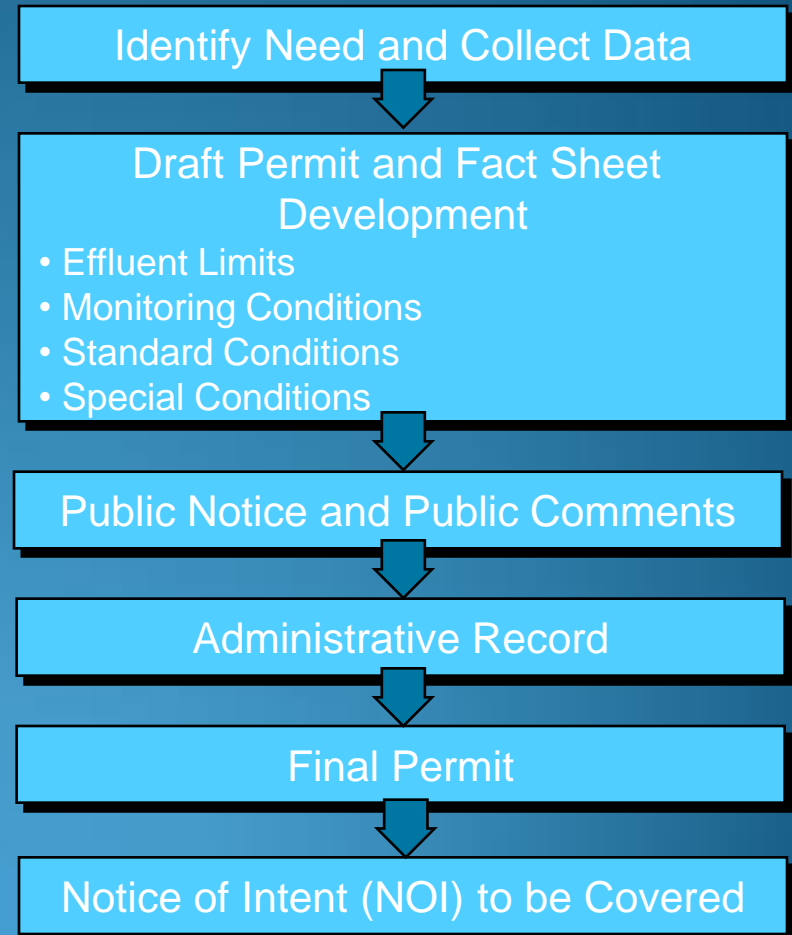 Identify Need and Collect Data
Draft Permit and Fact Sheet
Development
• Effluent Limits
• Monitoring Conditions
• Standard Conditions
• Special Conditions
Public Notice and Public Comments
Administrative Record
Final Permit
Notice of Intent (NOI) to be Covered